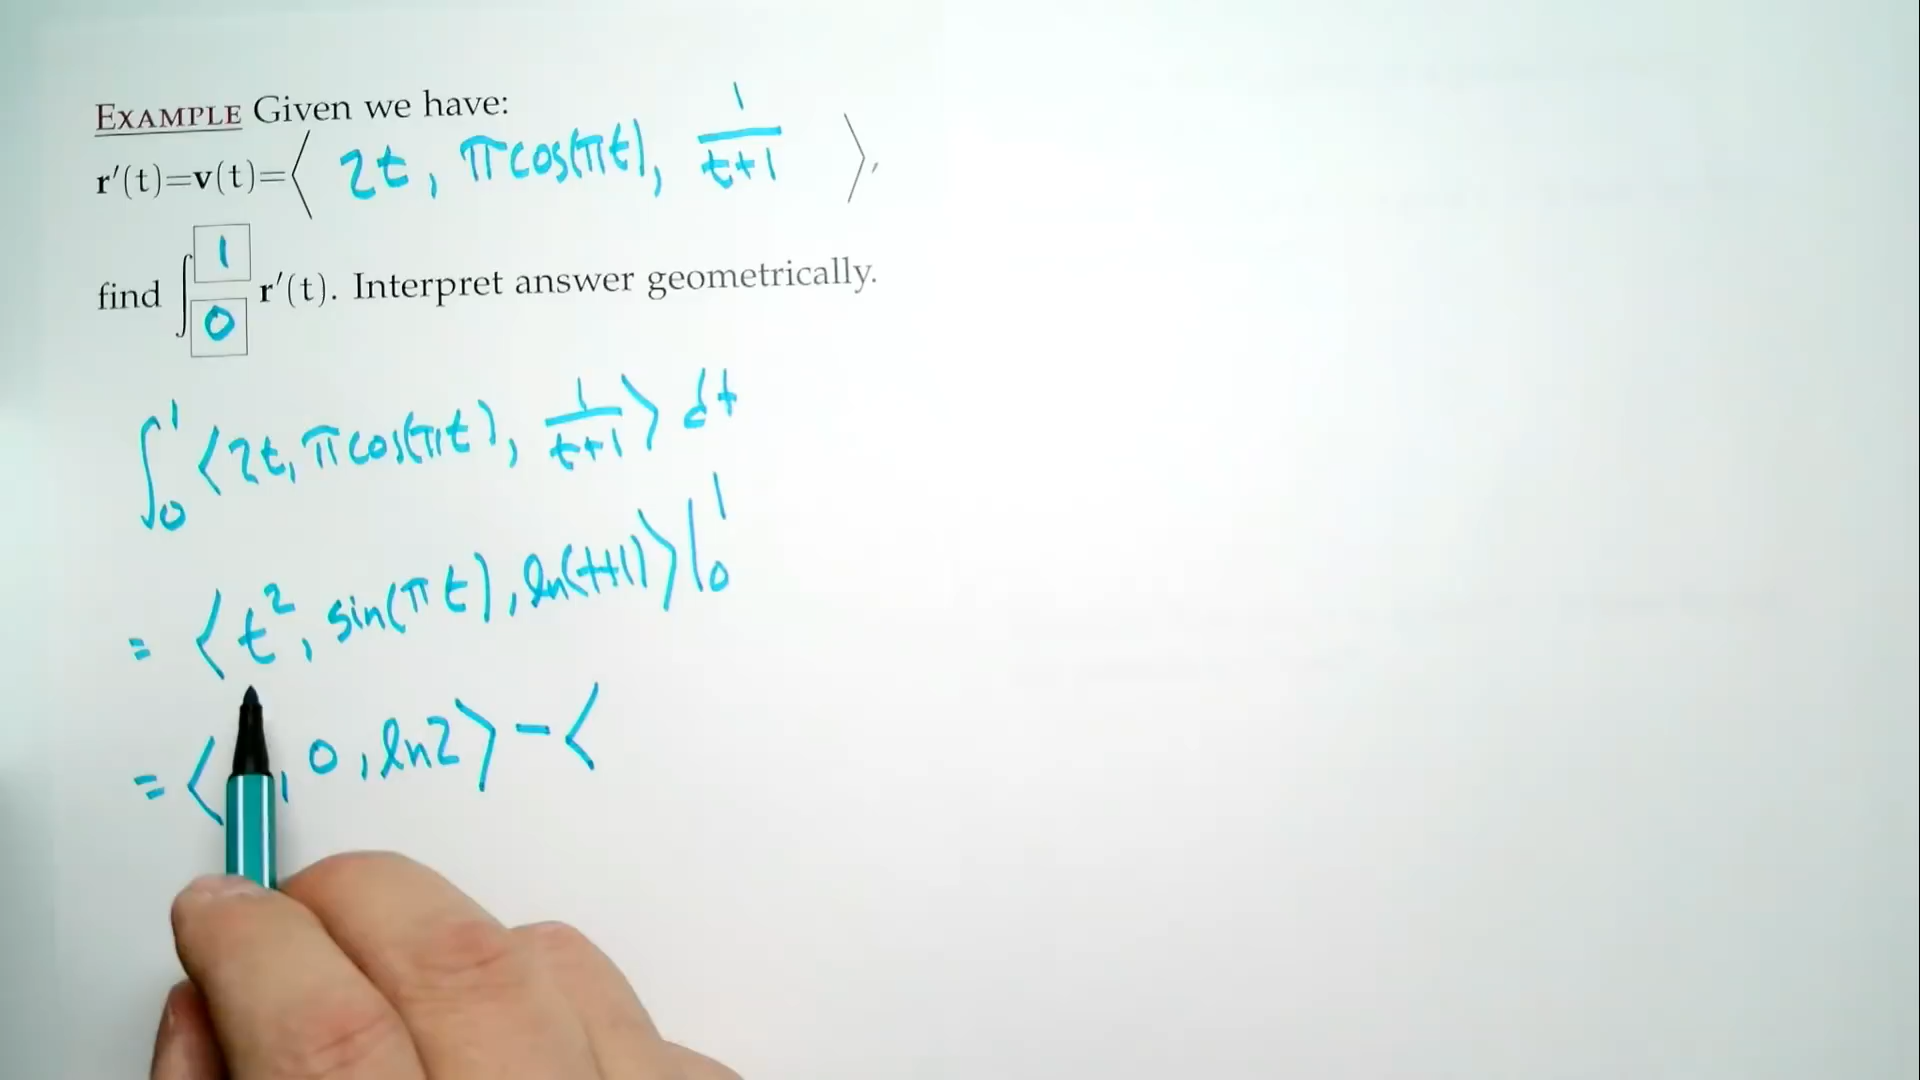 EXAMPLE Given we have:
r′(t)=v(t)=⟨ 2t, π cos(πt), 1/(t+1) ⟩,
find ∫₀¹ r′(t). Interpret answer geometrically.
∫₀¹ ⟨2t, π cos(πt), 1/(t+1)⟩ dt
= ⟨t², sin(πt), ln(t+1)⟩|₀¹
= ⟨ , 0, ln2⟩ - ⟨